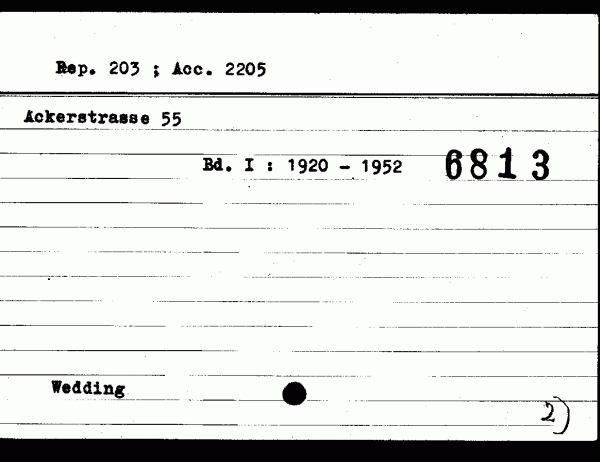 Rep. 203 ; Acc. 2205
Ackerstrasse 55
Bd. I : 1920 - 1952 6813
Wedding
2)